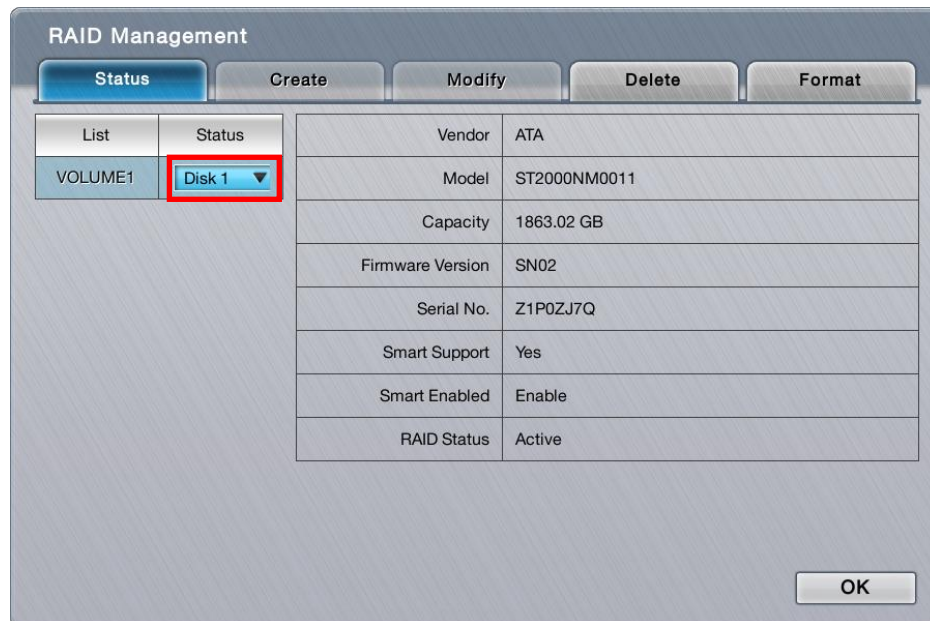 RAID Management
Status Create Modify Delete Format
List Status
VOLUME1 Disk 1
Vendor ATA
Model ST2000NM0011
Capacity 1863.02 GB
Firmware Version SN02
Serial No. Z1P0ZJ7Q
Smart Support Yes
Smart Enabled Enable
RAID Status Active
OK